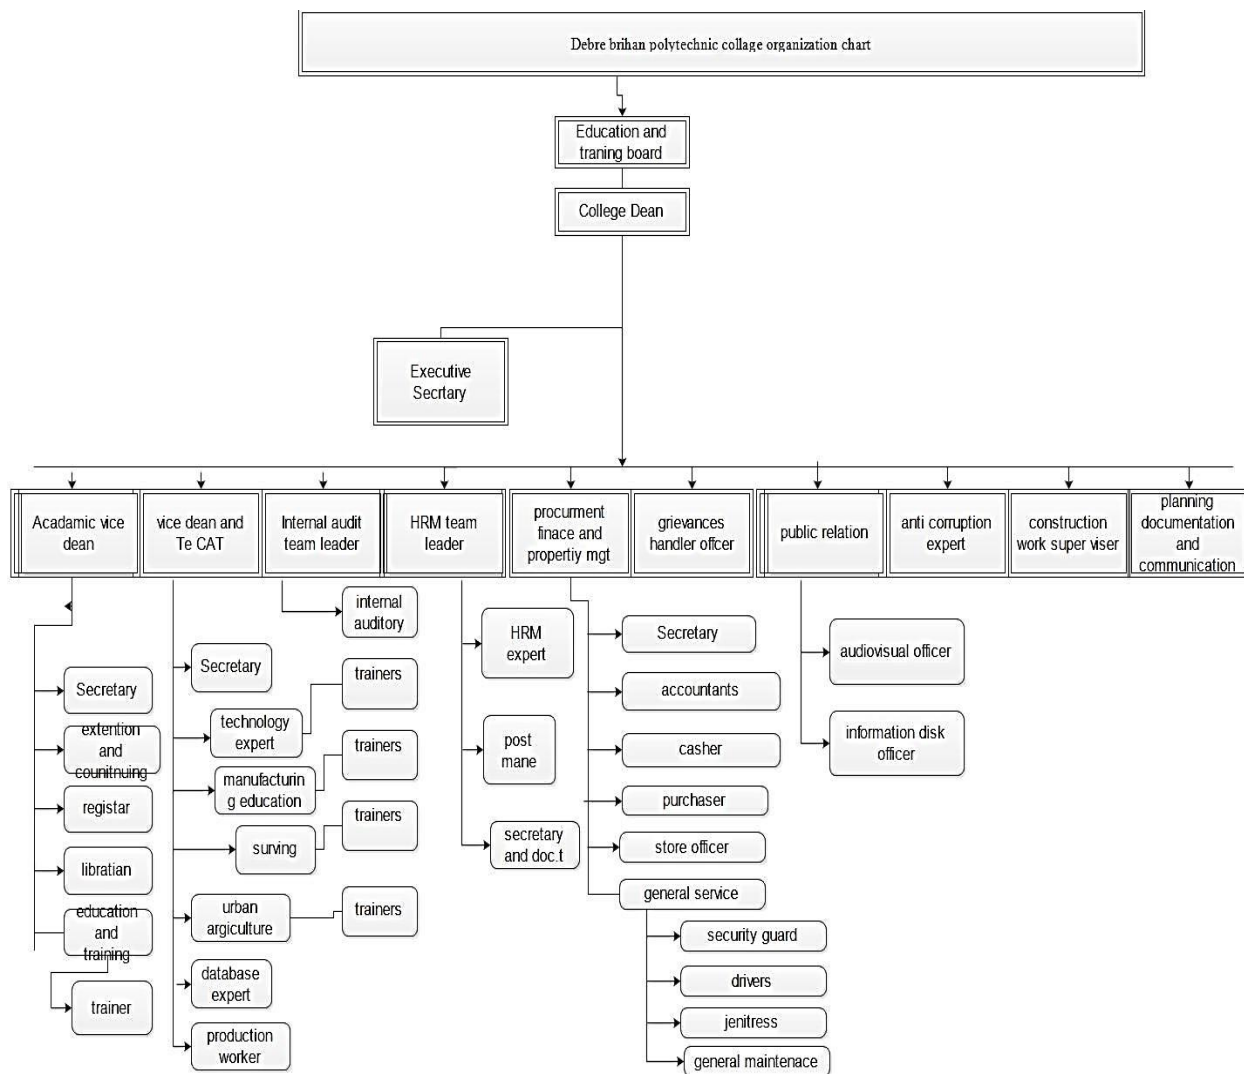 Debre brihan polytechnic collage organization chart
Education and
traning board
College Dean
Executive
Secrtary
Acadamic vice
dean
vice dean and
Te CAT
Internal audit
team leader
HRM team
leader
procurment
finace and
propertiy mgt
grievances
handler offcer
public relation
anti corruption
expert
construction
work super viser
planning
documentation
and
communication
Secretary
extention
and
counitnuing
registar
libratian
education
and
training
trainer
Secretary
technology
expert
manufacturin
g education
surving
urban
argiculture
database
expert
production
worker
internal
auditory
trainers
trainers
trainers
trainers
HRM
expert
post
mane
secretary
and doc.t
Secretary
accountants
casher
purchaser
store officer
general service
security guard
drivers
jenitress
general maintenace
audiovisual officer
information disk
officer